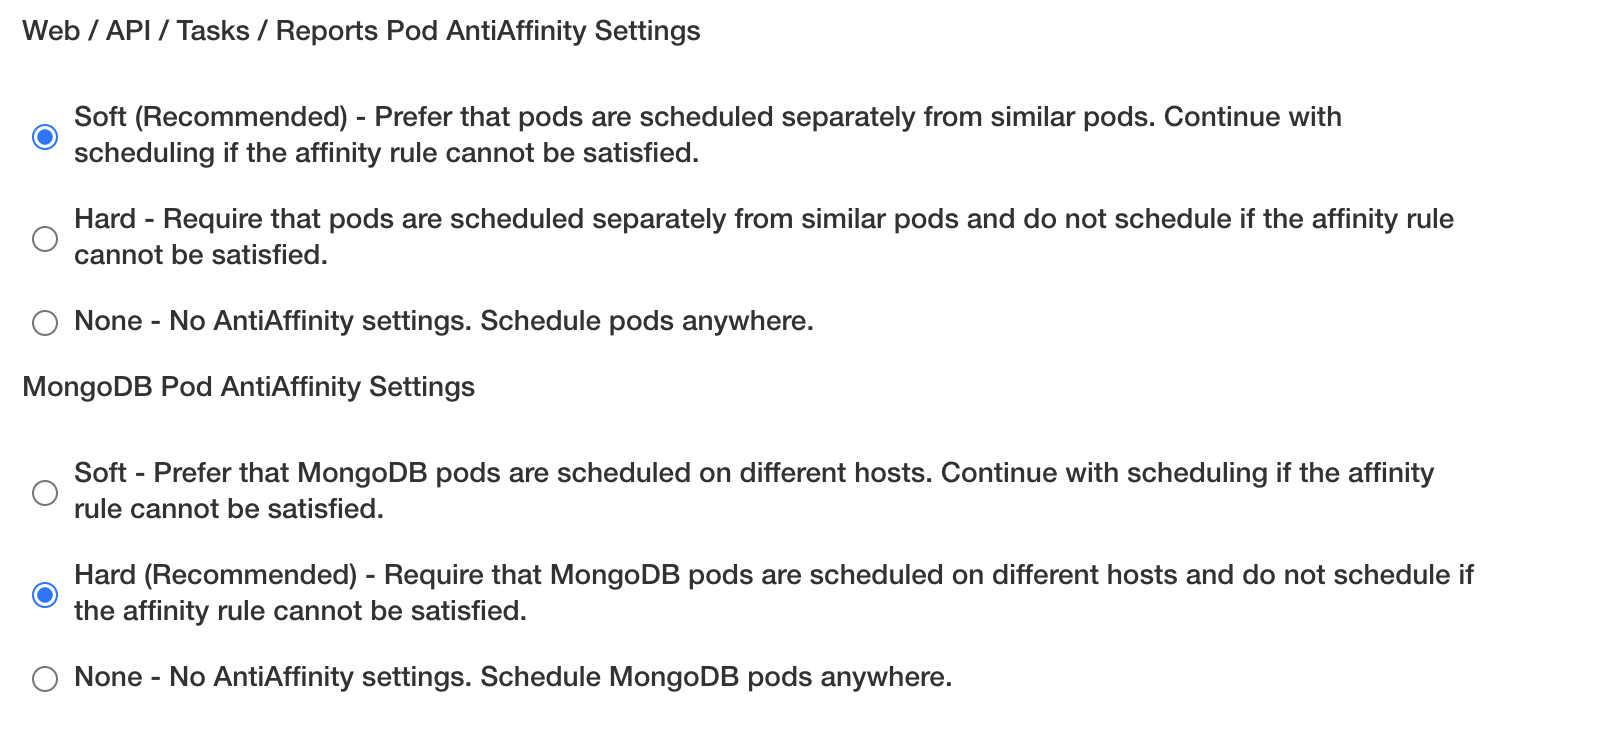 Web / API / Tasks / Reports Pod AntiAffinity Settings
Soft (Recommended) - Prefer that pods are scheduled separately from similar pods. Continue with
scheduling if the affinity rule cannot be satisfied.
Hard - Require that pods are scheduled separately from similar pods and do not schedule if the affinity rule
cannot be satisfied.
None - No AntiAffinity settings. Schedule pods anywhere.
MongoDB Pod AntiAffinity Settings
Soft - Prefer that MongoDB pods are scheduled on different hosts. Continue with scheduling if the affinity
rule cannot be satisfied.
Hard (Recommended) - Require that MongoDB pods are scheduled on different hosts and do not schedule if
the affinity rule cannot be satisfied.
None - No AntiAffinity settings. Schedule MongoDB pods anywhere.